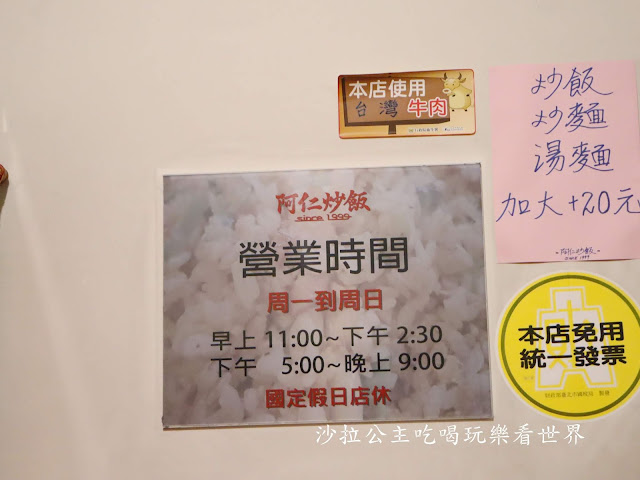 本店使用
台灣牛肉
炒飯
炒麵
湯麵
加大+20元
-阿仁炒飯-
since 1999
阿仁炒飯
since 1999
營業時間
周一到周日
早上 11:00~下午 2:30
下午 5:00~晚上 9:00
國定假日店休
本店免用
統一發票
沙拉公主吃喝玩樂看世界